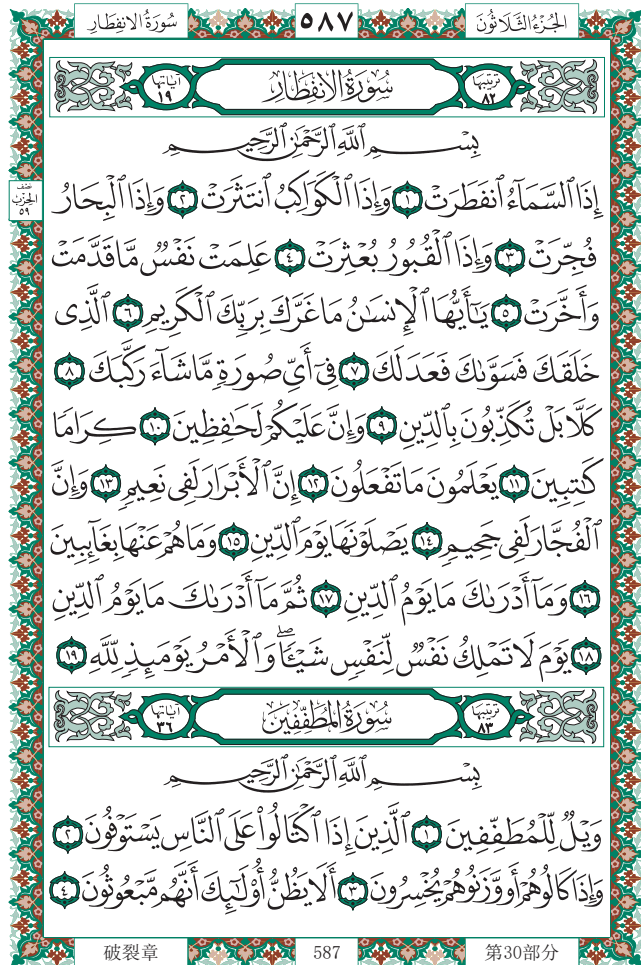 سُورَةُ الانفِطَارِ ٥٨٧ الجُزْءُ الثَّلَاثُونَ
تَرْتِيبُهَا ٨٢ سُورَةُ الانفِطَارِ آيَاتُهَا ١٩
بِسْمِ ٱللَّهِ ٱلرَّحْمَٰنِ ٱلرَّحِيمِ
إِذَا ٱلسَّمَآءُ ٱنفَطَرَتْ ١ وَإِذَا ٱلْكَوَاكِبُ ٱنتَثَرَتْ ٢ وَإِذَا ٱلْبِحَارُ
نِصْف الحِزْبِ ٥٩
فُجِّرَتْ ٣ وَإِذَا ٱلْقُبُورُ بُعْثِرَتْ ٤ عَلِمَتْ نَفْسٌ مَّا قَدَّمَتْ
وَأَخَّرَتْ ٥ يَٰٓأَيُّهَا ٱلْإِنسَٰنُ مَا غَرَّكَ بِرَبِّكَ ٱلْكَرِيمِ ٦ ٱلَّذِى
خَلَقَكَ فَسَوَّىٰكَ فَعَدَلَكَ ٧ فِىٓ أَىِّ صُورَةٍ مَّا شَآءَ رَكَّبَكَ ٨
كَلَّا بَلْ تُكَذِّبُونَ بِٱلدِّينِ ٩ وَإِنَّ عَلَيْكُمْ لَحَٰفِظِينَ ١٠ كِرَامًا
كَٰتِبِينَ ١١ يَعْلَمُونَ مَا تَفْعَلُونَ ١٢ إِنَّ ٱلْأَبْرَارَ لَفِى نَعِيمٍ ١٣ وَإِنَّ
ٱلْفُجَّارَ لَفِى جَحِيمٍ ١٤ يَصْلَوْنَهَا يَوْمَ ٱلدِّينِ ١٥ وَمَا هُمْ عَنْهَا بِغَآئِبِينَ
١٦ وَمَآ أَدْرَىٰكَ مَا يَوْمُ ٱلدِّينِ ١٧ ثُمَّ مَآ أَدْرَىٰكَ مَا يَوْمُ ٱلدِّينِ
١٨ يَوْمَ لَا تَمْلِكُ نَفْسٌ لِّنَفْسٍ شَيْـًٔا ۖ وَٱلْأَمْرُ يَوْمَئِذٍ لِّلَّهِ ١٩
تَرْتِيبُهَا ٨٣ سُورَةُ المُطَفِّفِينَ آيَاتُهَا ٣٦
بِسْمِ ٱللَّهِ ٱلرَّحْمَٰنِ ٱلرَّحِيمِ
وَيْلٌ لِّلْمُطَفِّفِينَ ١ ٱلَّذِينَ إِذَا ٱكْتَالُوا۟ عَلَى ٱلنَّاسِ يَسْتَوْفُونَ ٢
وَإِذَا كَالُوهُمْ أَو وَّزَنُوهُمْ يُخْسِرُونَ ٣ أَلَا يَظُنُّ أُو۟لَٰٓئِكَ أَنَّهُم مَّبْعُوثُونَ ٤
破裂章 587 第30部分